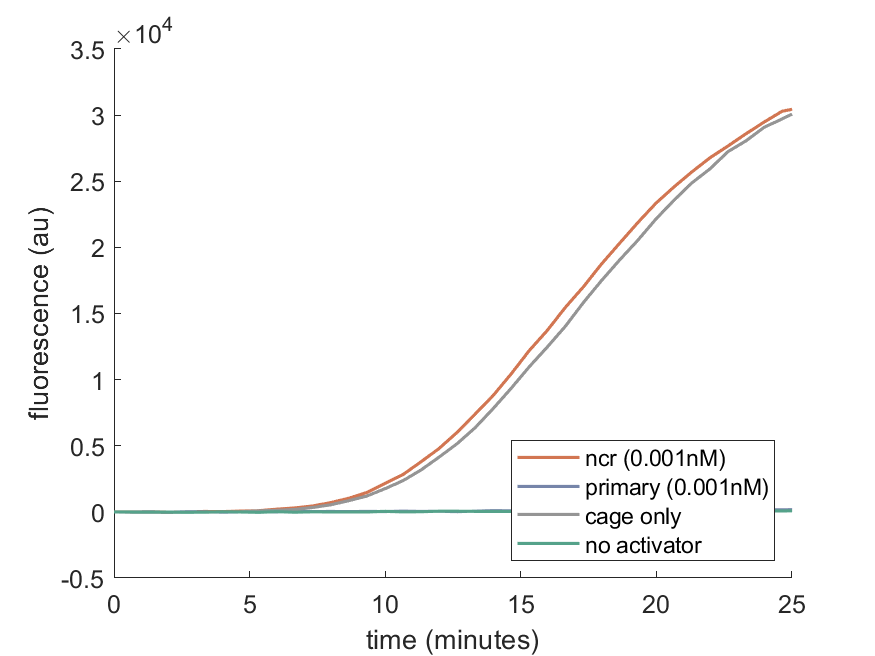 ×10⁴
3.5
3
2.5
2
1.5
1
0.5
0
-0.5
fluorescence (au)
ncr (0.001nM)
primary (0.001nM)
cage only
no activator
0 5 10 15 20 25
time (minutes)